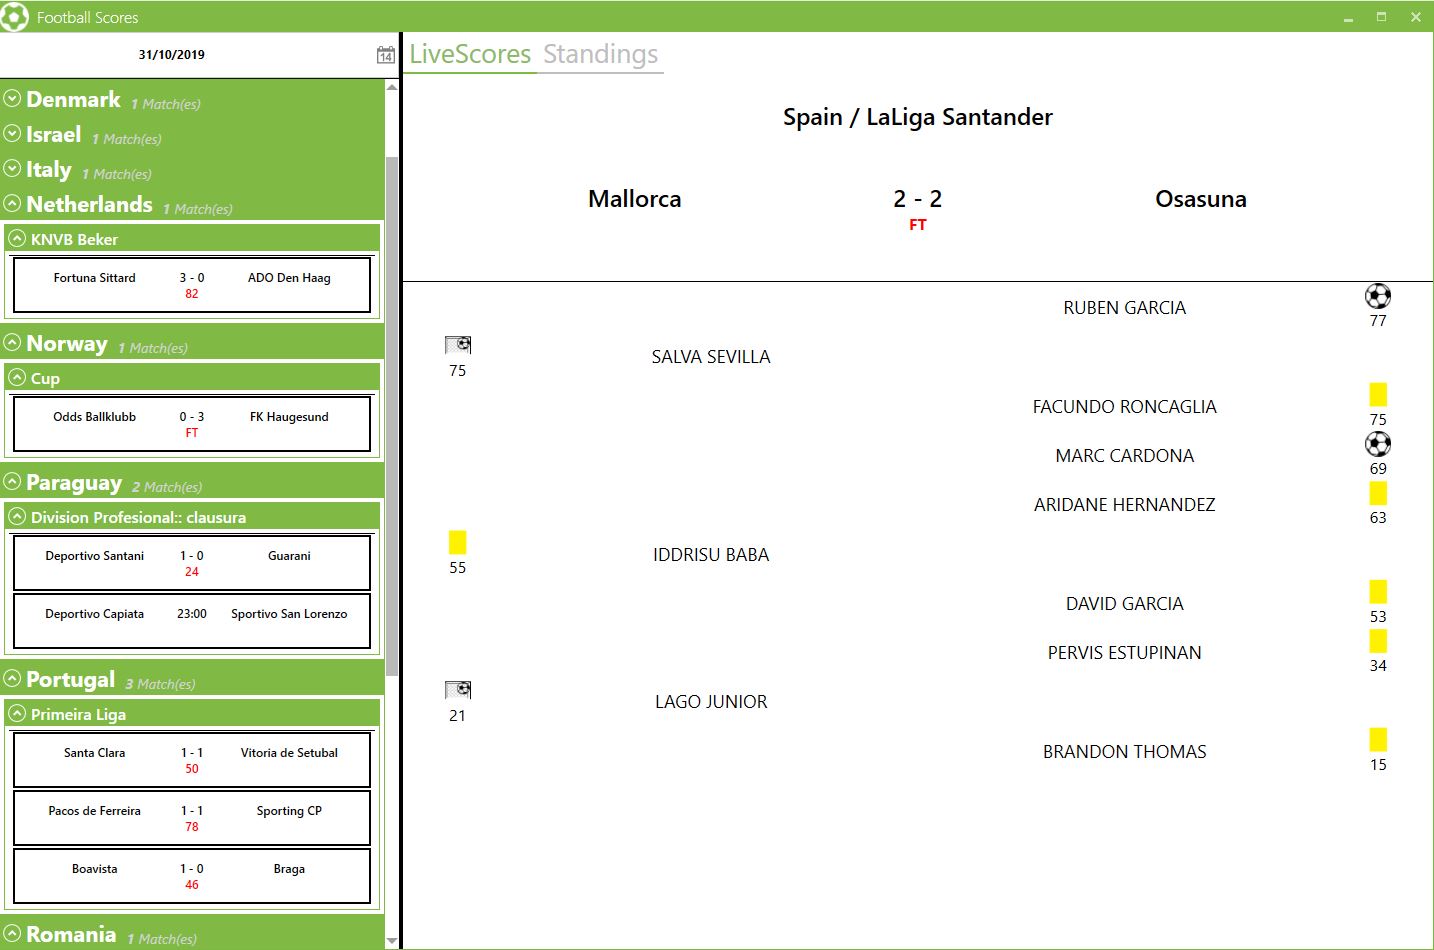 Football Scores
31/10/2019
14
Denmark 1 Match(es)
Israel 1 Match(es)
Italy 1 Match(es)
Netherlands 1 Match(es)
KNVB Beker
Fortuna Sittard 3 - 0 ADO Den Haag
82
Norway 1 Match(es)
Cup
Odds Ballklubb 0 - 3 FK Haugesund
FT
Paraguay 2 Match(es)
Division Profesional:: clausura
Deportivo Santani 1 - 0 Guarani
24
Deportivo Capiata 23:00 Sportivo San Lorenzo
Portugal 3 Match(es)
Primeira Liga
Santa Clara 1 - 1 Vitoria de Setubal
50
Pacos de Ferreira 1 - 1 Sporting CP
78
Boavista 1 - 0 Braga
46
Romania 1 Match(es)
LiveScores Standings
Spain / LaLiga Santander
Mallorca 2 - 2 Osasuna
FT
RUBEN GARCIA
77
SALVA SEVILLA
75
FACUNDO RONCAGLIA
75
MARC CARDONA
69
ARIDANE HERNANDEZ
63
IDDRISU BABA
55
DAVID GARCIA
53
PERVIS ESTUPINAN
34
LAGO JUNIOR
21
BRANDON THOMAS
15